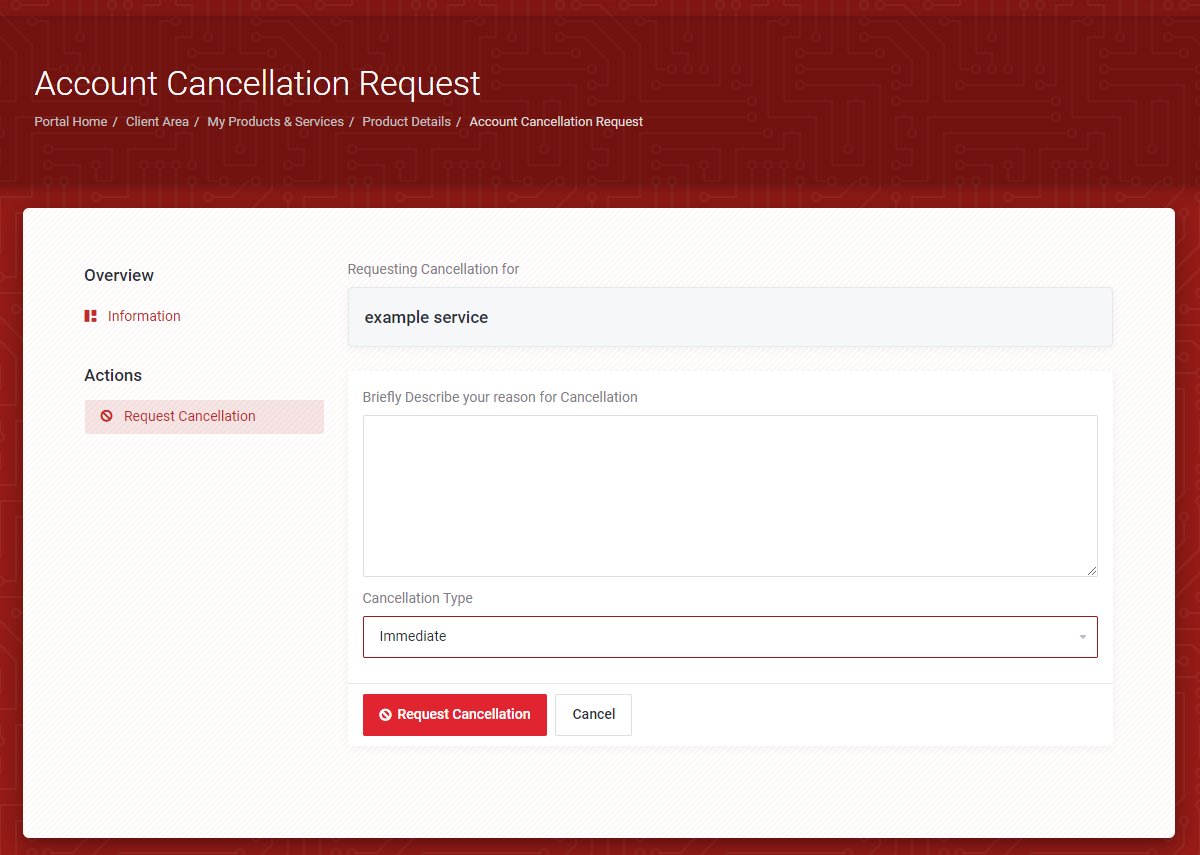 Account Cancellation Request
Portal Home / Client Area / My Products & Services / Product Details / Account Cancellation Request
Overview
Information
Actions
Request Cancellation
Requesting Cancellation for
example service
Briefly Describe your reason for Cancellation
Cancellation Type
Immediate
Request Cancellation Cancel